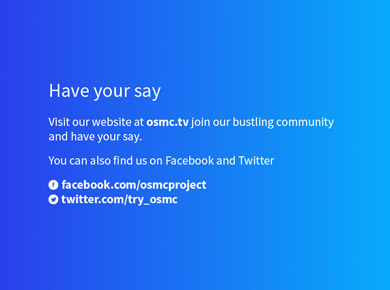 Have your say
Visit our website at osmc.tv join our bustling community
and have your say.
You can also find us on Facebook and Twitter
facebook.com/osmcproject
twitter.com/try_osmc